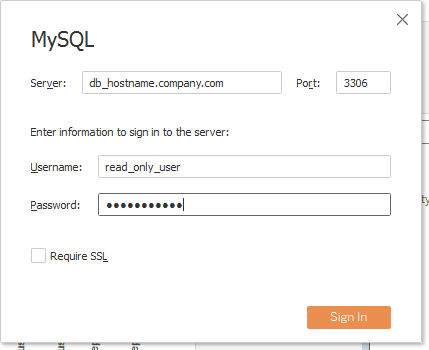 MySQL
Server: db_hostname.company.com Port: 3306
Enter information to sign in to the server:
Username: read_only_user
Password: ●●●●●●●●●●●
Require SSL
Sign In